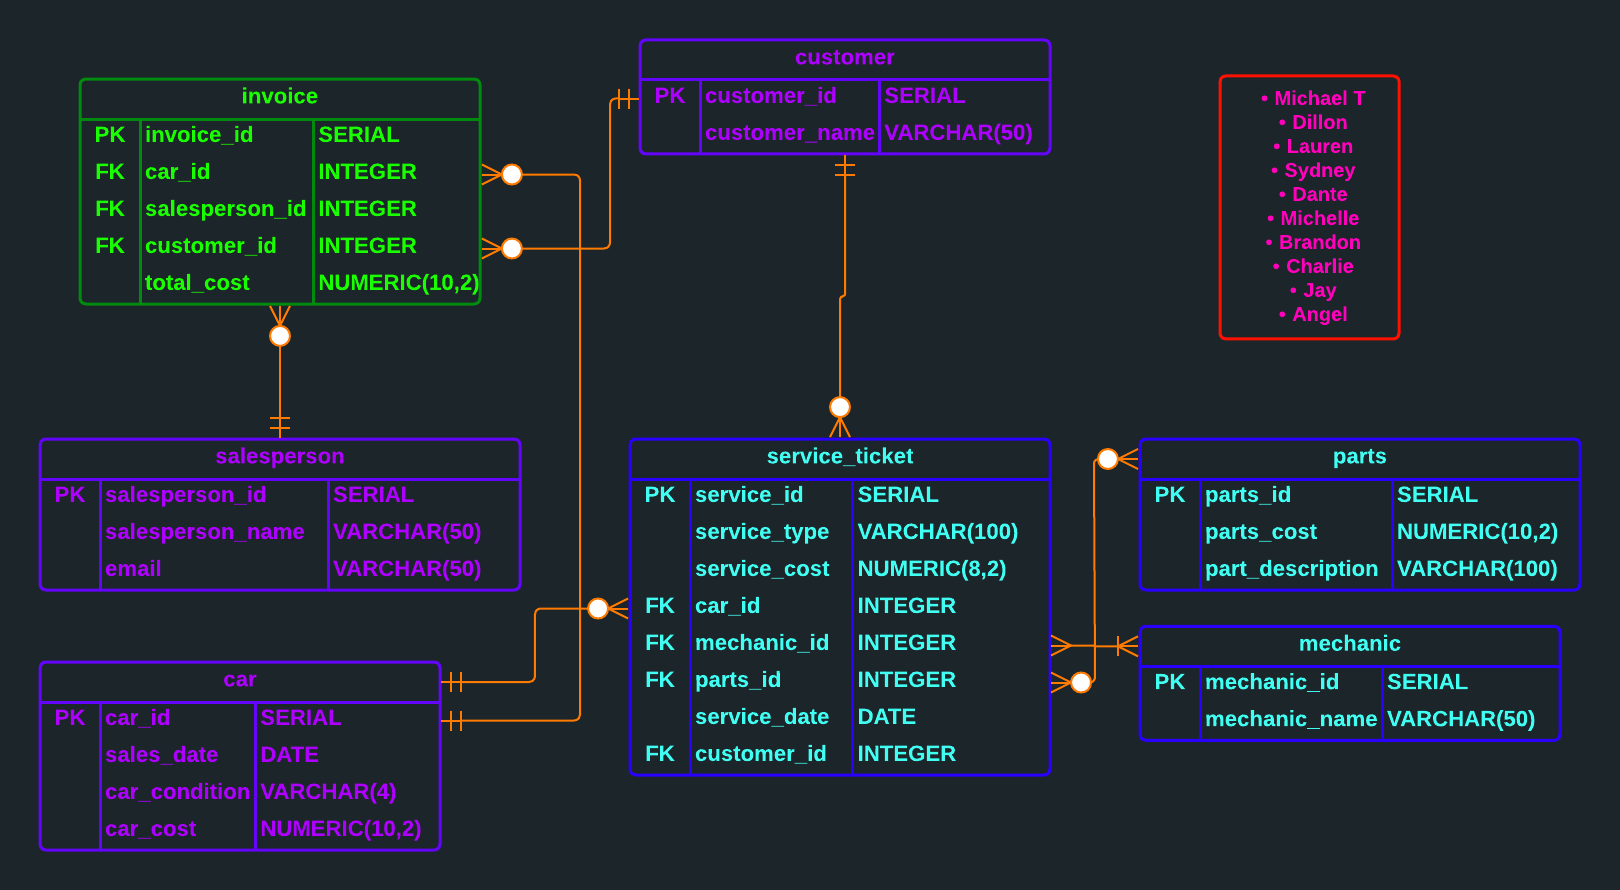 customer
PK customer_id SERIAL
customer_name VARCHAR(50)
invoice
PK invoice_id SERIAL
FK car_id INTEGER
FK salesperson_id INTEGER
FK customer_id INTEGER
total_cost NUMERIC(10,2)
• Michael T
• Dillon
• Lauren
• Sydney
• Dante
• Michelle
• Brandon
• Charlie
• Jay
• Angel
salesperson
PK salesperson_id SERIAL
salesperson_name VARCHAR(50)
email VARCHAR(50)
service_ticket
PK service_id SERIAL
service_type VARCHAR(100)
service_cost NUMERIC(8,2)
FK car_id INTEGER
FK mechanic_id INTEGER
FK parts_id INTEGER
service_date DATE
FK customer_id INTEGER
parts
PK parts_id SERIAL
parts_cost NUMERIC(10,2)
part_description VARCHAR(100)
mechanic
PK mechanic_id SERIAL
mechanic_name VARCHAR(50)
car
PK car_id SERIAL
sales_date DATE
car_condition VARCHAR(4)
car_cost NUMERIC(10,2)